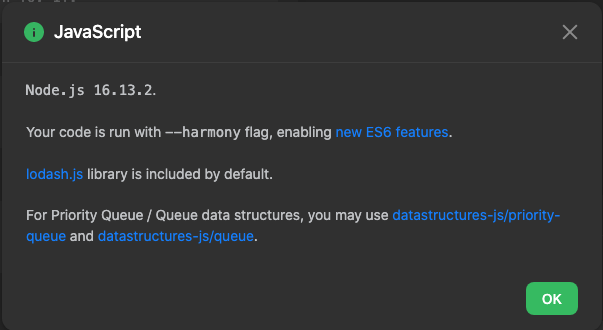 JavaScript
Node.js 16.13.2.
Your code is run with --harmony flag, enabling new ES6 features.
lodash.js library is included by default.
For Priority Queue / Queue data structures, you may use datastructures-js/priority-
queue and datastructures-js/queue.
OK